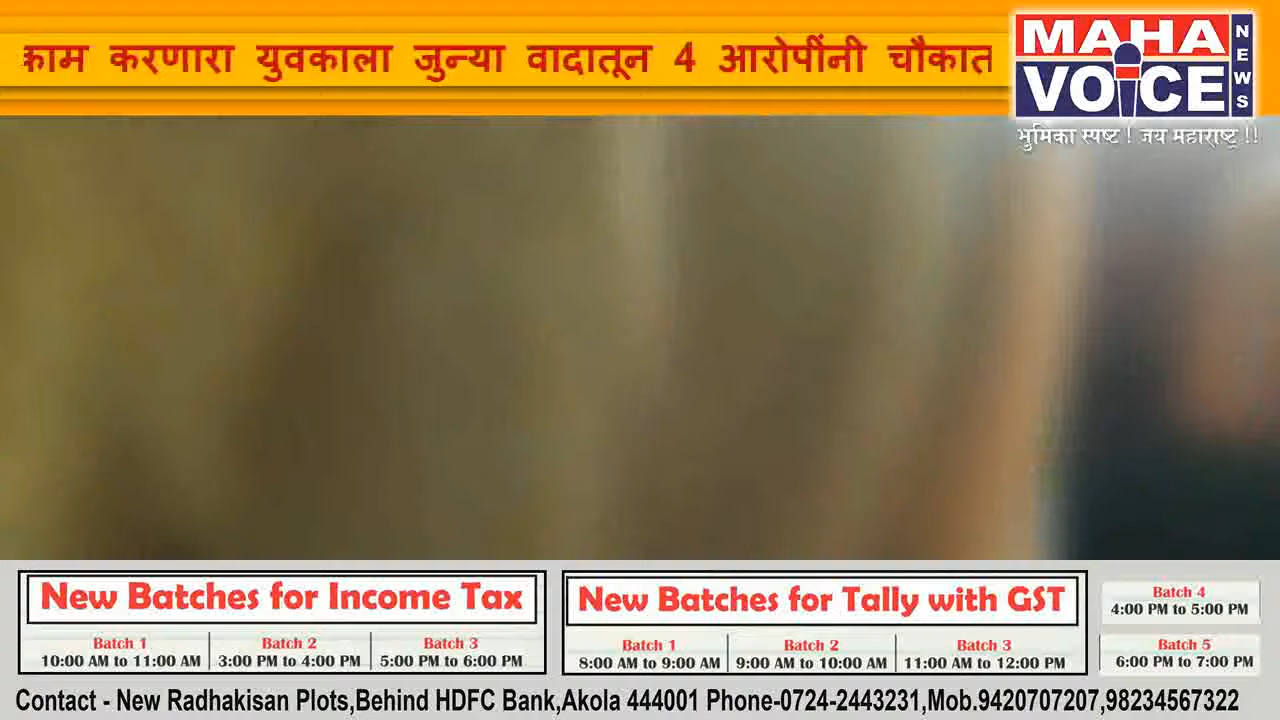 काम करणारा युवकाला जुन्या वादातून 4 आरोपींनी चौकात
MAHA
VOICE
NEWS
भुमिका स्पष्ट ! जय महाराष्ट्र !!
New Batches for Income Tax
Batch 1 Batch 2 Batch 3
10:00 AM to 11:00 AM 3:00 PM to 4:00 PM 5:00 PM to 6:00 PM
New Batches for Tally with GST
Batch 1 Batch 2 Batch 3
8:00 AM to 9:00 AM 9:00 AM to 10:00 AM 11:00 AM to 12:00 PM
Batch 4
4:00 PM to 5:00 PM
Batch 5
6:00 PM to 7:00 PM
Contact - New Radhakisan Plots,Behind HDFC Bank,Akola 444001 Phone-0724-2443231,Mob.9420707207,98234567322